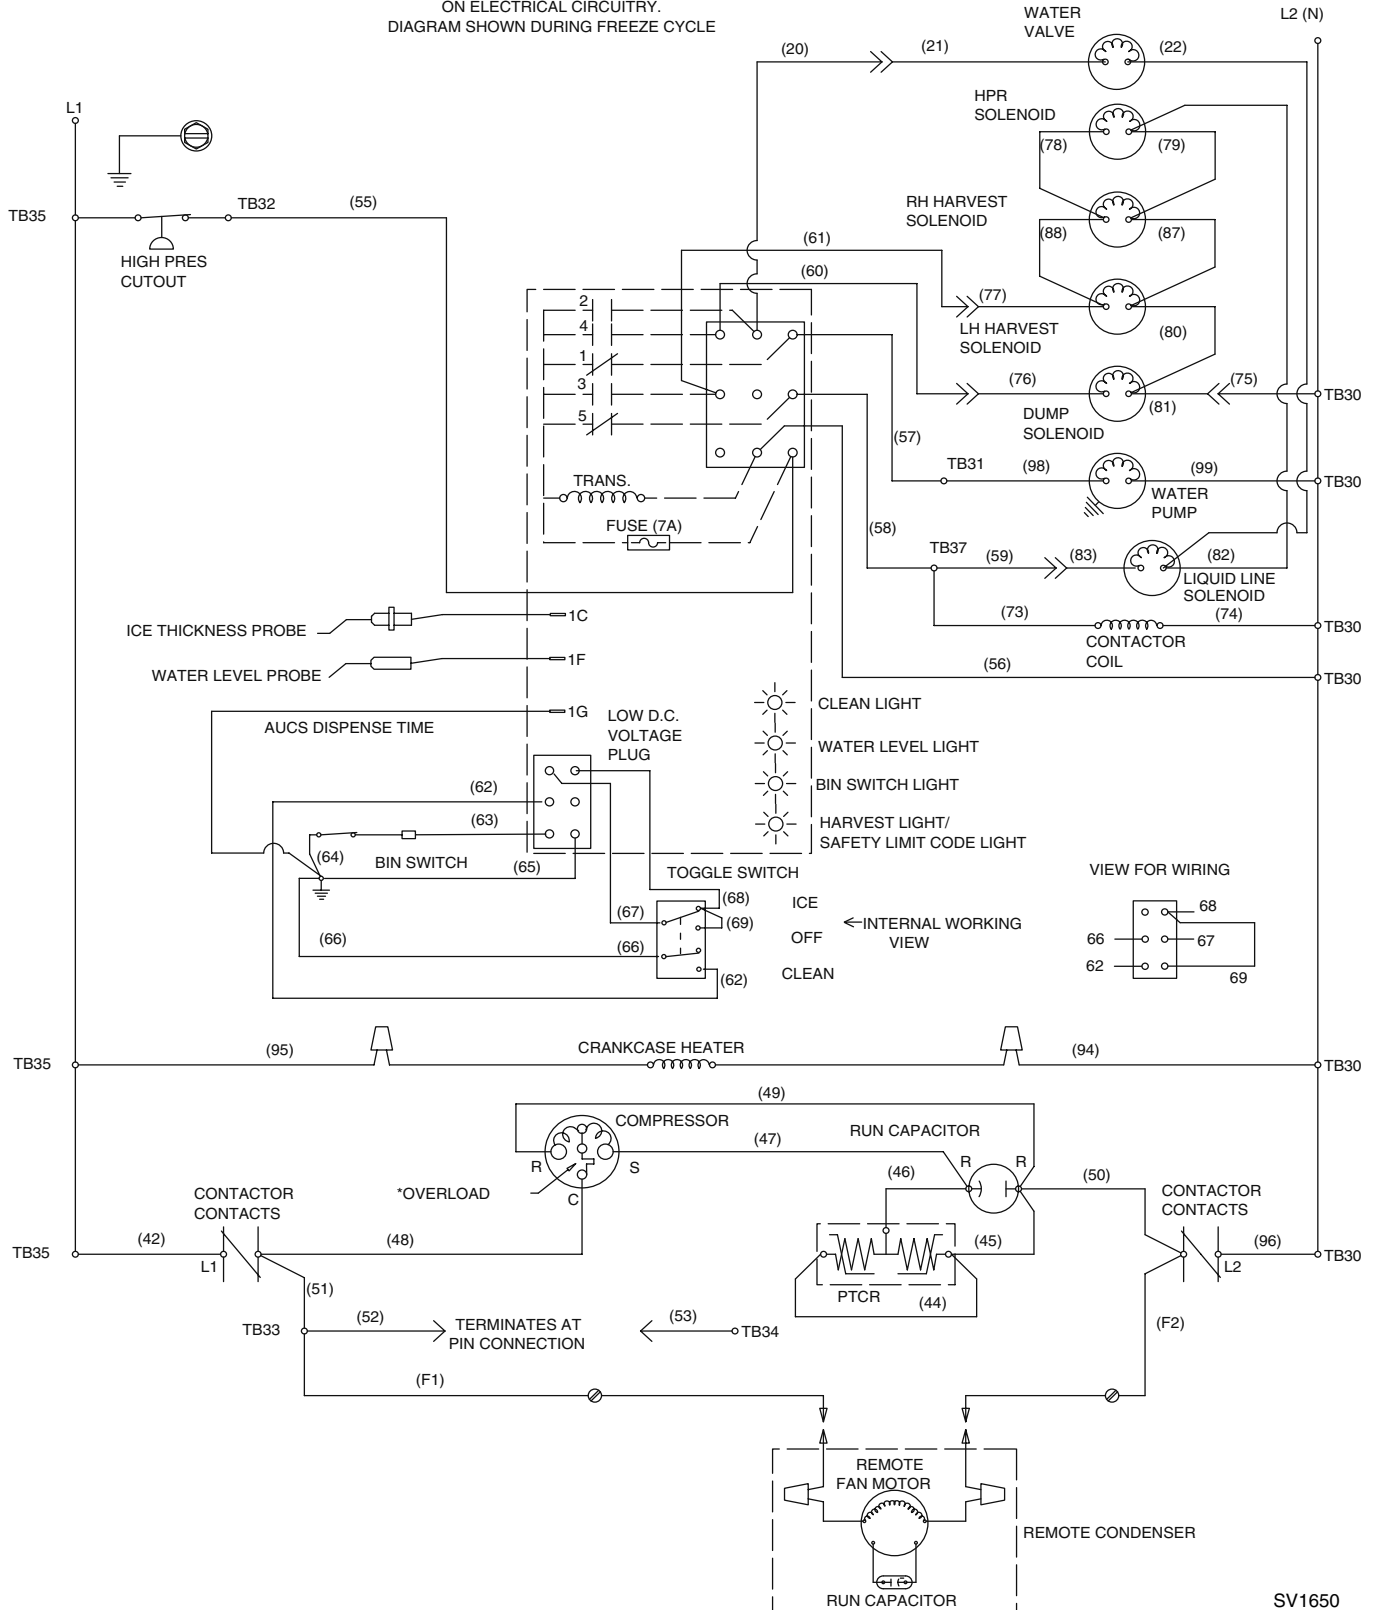 ON ELECTRICAL CIRCUITRY.
DIAGRAM SHOWN DURING FREEZE CYCLE
WATER
VALVE
L2 (N)
(20)
(21)
(22)
L1
HPR
SOLENOID
(78)
(79)
TB35
TB32
(55)
HIGH PRES
CUTOUT
RH HARVEST
SOLENOID
(88)
(87)
(61)
(60)
(77)
LH HARVEST
SOLENOID
(80)
2
4
1
3
5
(76)
(75)
TB30
DUMP
SOLENOID
(81)
(57)
TB31
(98)
(99)
TB30
WATER
PUMP
TRANS.
FUSE (7A)
(58)
TB37
(59)
(83)
(82)
LIQUID LINE
SOLENOID
(73)
(74)
TB30
CONTACTOR
COIL
(56)
TB30
ICE THICKNESS PROBE
1C
WATER LEVEL PROBE
1F
1G
AUCS DISPENSE TIME
LOW D.C.
VOLTAGE
PLUG
CLEAN LIGHT
WATER LEVEL LIGHT
BIN SWITCH LIGHT
HARVEST LIGHT/
SAFETY LIMIT CODE LIGHT
(62)
(63)
(64)
BIN SWITCH
(65)
TOGGLE SWITCH
(68)
(67)
(69)
(66)
(66)
(62)
ICE
OFF
CLEAN
INTERNAL WORKING
VIEW
VIEW FOR WIRING
68
66
67
62
69
TB35
(95)
CRANKCASE HEATER
(94)
TB30
(49)
COMPRESSOR
(47)
RUN CAPACITOR
R
S
C
*OVERLOAD
R
R
(46)
(50)
CONTACTOR
CONTACTS
CONTACTOR
CONTACTS
TB35
(42)
L1
(48)
(45)
(96)
L2
TB30
PTCR
(44)
(51)
TB33
(52)
TERMINATES AT
PIN CONNECTION
(53)
TB34
(F2)
(F1)
REMOTE
FAN MOTOR
REMOTE CONDENSER
RUN CAPACITOR
SV1650